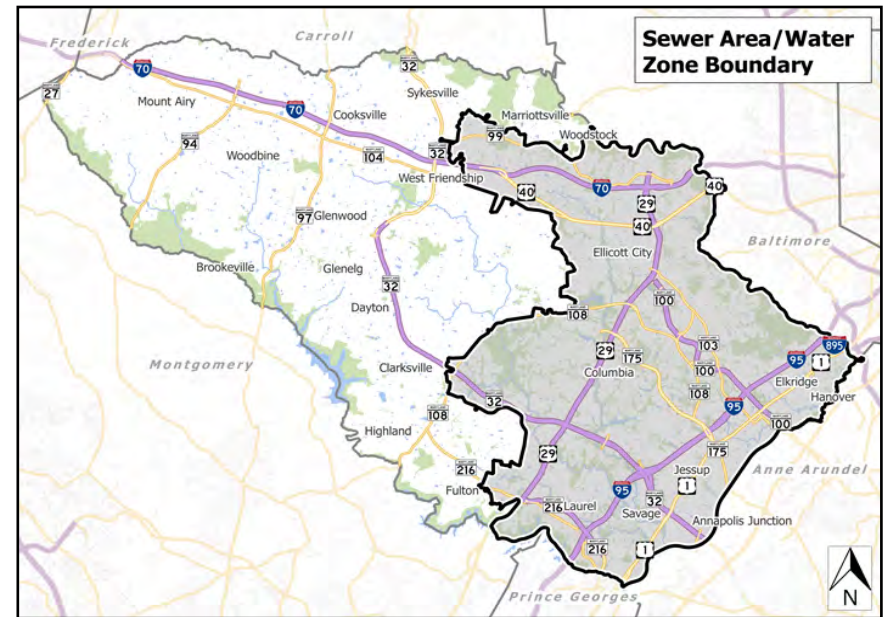 Sewer Area/Water
Zone Boundary
Frederick
Carroll
70
27
Mount Airy
32
Sykesville
70
Cooksville
Marriottsville
Woodstock
99
94
Woodbine
104
32
West Friendship
40
70
40
29
40
97
Glenwood
Ellicott City
Baltimore
Brookeville
Glenelg
32
Dayton
100
108
103
895
29
175
95
1
Montgomery
Clarksville
Columbia
100
Elkridge
32
108
95
Hanover
108
100
Highland
29
175
216
Jessup
Anne Arundel
Fulton
95
1
216
Laurel
32
Savage
Annapolis Junction
216
1
Prince Georges
N